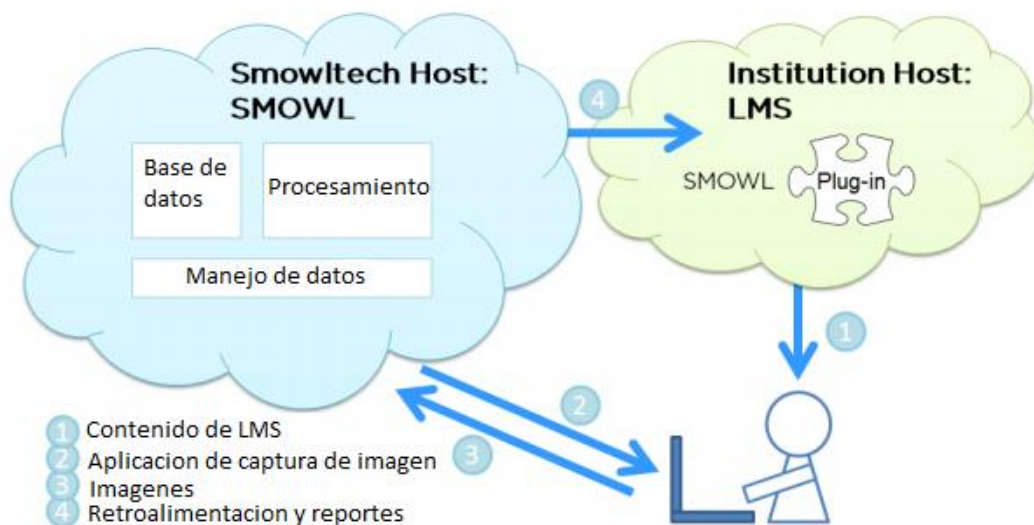 Smowltech Host:
SMOWL
Base de
datos
Procesamiento
Manejo de datos
4
Institution Host:
LMS
SMOWL
Plug-in
1
2
3
1 Contenido de LMS
2 Aplicacion de captura de imagen
3 Imagenes
4 Retroalimentacion y reportes